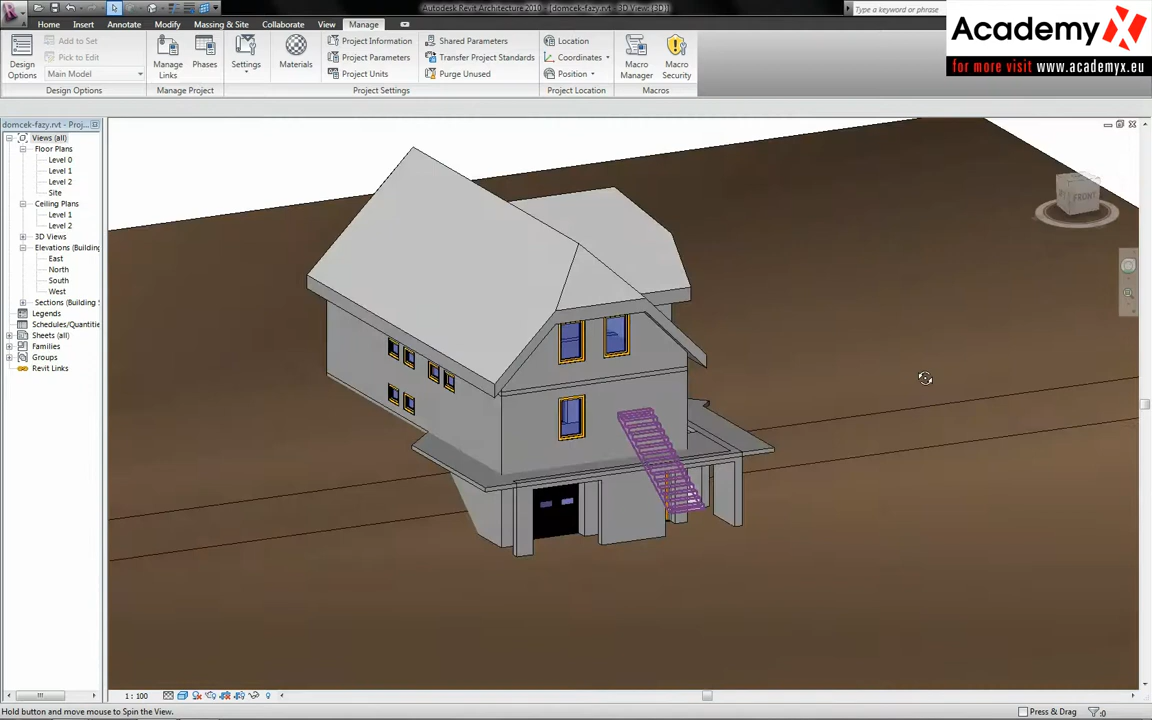 Autodesk Revit Architecture 2010 - [domcek-fazy.rvt - 3D View: {3D}]
Type a keyword or phrase
AcademyX
for more visit www.academyx.eu
Home Insert Annotate Modify Massing & Site Collaborate View Manage
Design Options
Add to Set
Pick to Edit
Main Model
Manage Links
Phases
Settings
Materials
Project Information
Project Parameters
Project Units
Shared Parameters
Transfer Project Standards
Purge Unused
Location
Coordinates
Position
Macro Manager
Macro Security
Design Options
Manage Project
Project Settings
Project Location
Macros
domcek-fazy.rvt - Proj...
Views (all)
Floor Plans
Level 0
Level 1
Level 2
Site
Ceiling Plans
Level 1
Level 2
3D Views
Elevations (Building
East
North
South
West
Sections (Building S
Legends
Schedules/Quantitie
Sheets (all)
Families
Groups
Revit Links
FRONT
1 : 100
Hold button and move mouse to Spin the View.
Press & Drag
:0